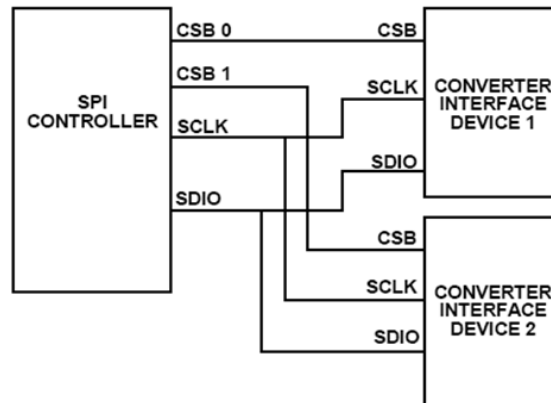 CSB 0
CSB
CSB 1
SPI
CONTROLLER
SCLK
SCLK
CONVERTER
INTERFACE
DEVICE 1
SDIO
SDIO
CSB
SCLK
CONVERTER
INTERFACE
DEVICE 2
SDIO